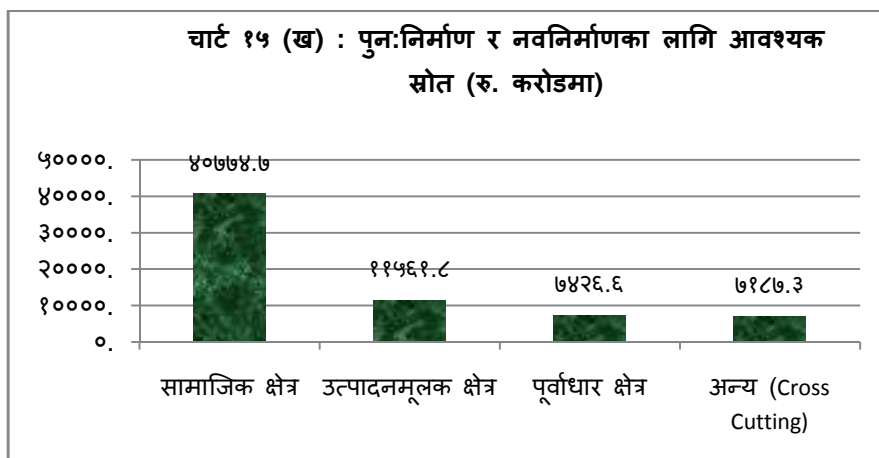 चार्ट १५ (ख) : पुन:निर्माण र नवनिर्माणका लागि आवश्यक
स्रोत (रु. करोडमा)
५००००.
४००००.
३००००.
२००००.
१००००.
०.
४०७७४.७
११५६१.८
७४२६.६
७१८७.३
सामाजिक क्षेत्र
उत्पादनमूलक क्षेत्र
पूर्वाधार क्षेत्र
अन्य (Cross
Cutting)